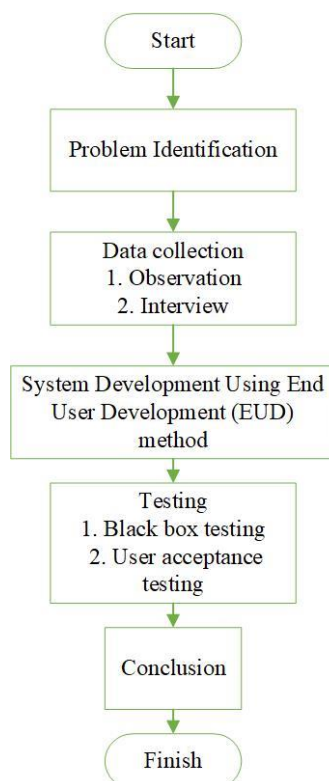 Start
Problem Identification
Data collection
1. Observation
2. Interview
System Development Using End
User Development (EUD)
method
Testing
1. Black box testing
2. User acceptance
testing
Conclusion
Finish